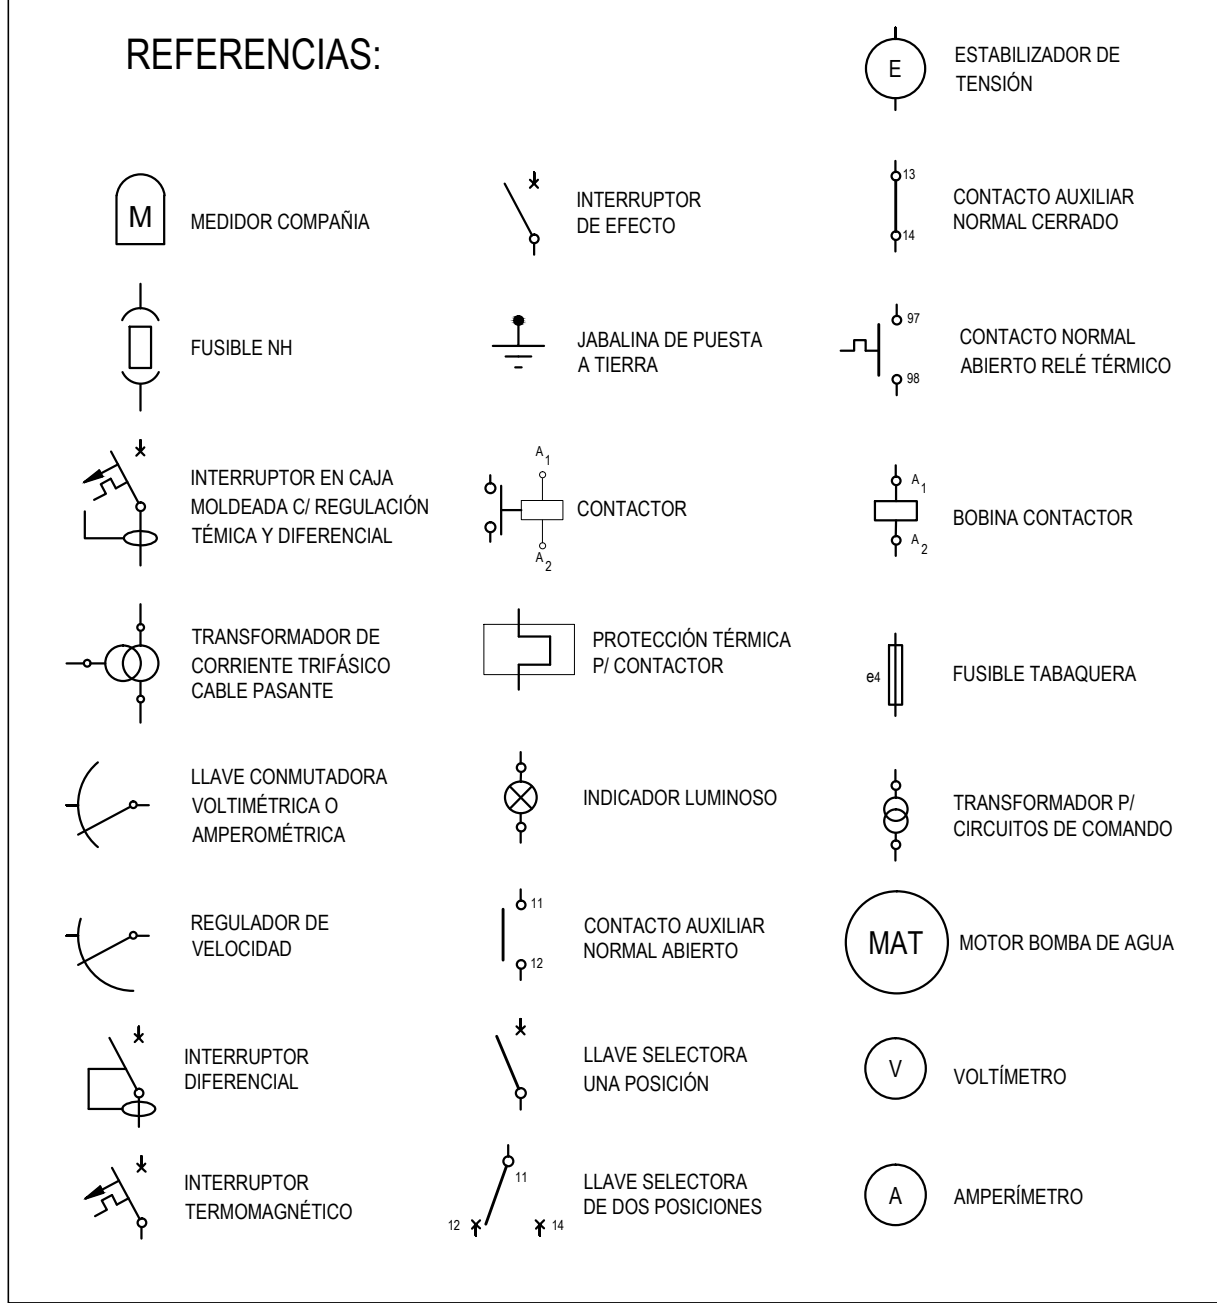 REFERENCIAS:
E
ESTABILIZADOR DE
TENSIÓN
M
MEDIDOR COMPAÑIA
INTERRUPTOR
DE EFECTO
13
14
CONTACTO AUXILIAR
NORMAL CERRADO
FUSIBLE NH
JABALINA DE PUESTA
A TIERRA
97
98
CONTACTO NORMAL
ABIERTO RELÉ TÉRMICO
INTERRUPTOR EN CAJA
MOLDEADA C/ REGULACIÓN
TÉMICA Y DIFERENCIAL
A1
A2
CONTACTOR
A1
A2
BOBINA CONTACTOR
TRANSFORMADOR DE
CORRIENTE TRIFÁSICO
CABLE PASANTE
PROTECCIÓN TÉRMICA
P/ CONTACTOR
e4
FUSIBLE TABAQUERA
LLAVE CONMUTADORA
VOLTIMÉTRICA O
AMPEROMÉTRICA
INDICADOR LUMINOSO
TRANSFORMADOR P/
CIRCUITOS DE COMANDO
REGULADOR DE
VELOCIDAD
11
12
CONTACTO AUXILIAR
NORMAL ABIERTO
MAT
MOTOR BOMBA DE AGUA
INTERRUPTOR
DIFERENCIAL
LLAVE SELECTORA
UNA POSICIÓN
V
VOLTÍMETRO
INTERRUPTOR
TERMOMAGNÉTICO
11
12
14
LLAVE SELECTORA
DE DOS POSICIONES
A
AMPERÍMETRO